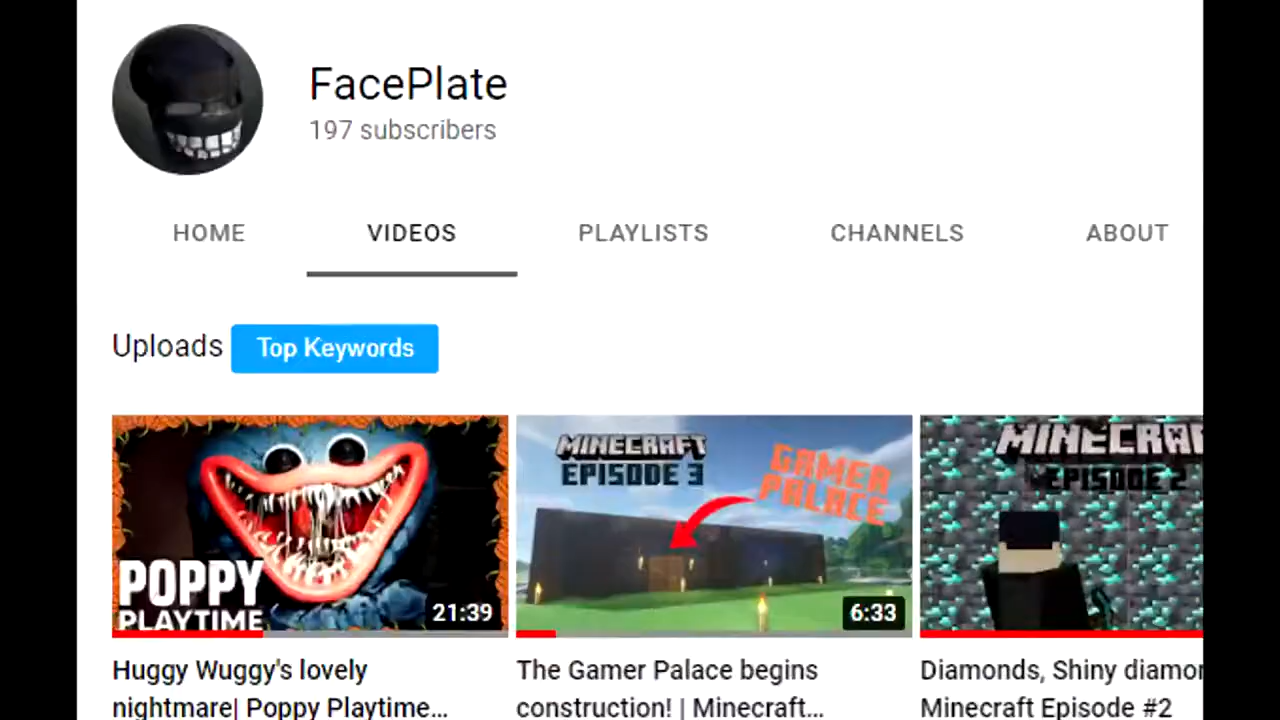 FacePlate
197 subscribers
HOME VIDEOS PLAYLISTS CHANNELS ABOUT
Uploads Top Keywords
POPPY
PLAYTIME
21:39
MINECRAFT
EPISODE 3
GAMER
PALACE
6:33
MINECRA
EPISODE 2
Huggy Wuggy's lovely
nightmare| Poppy Playtime...
The Gamer Palace begins
construction! | Minecraft...
Diamonds, Shiny diamo
Minecraft Episode #2